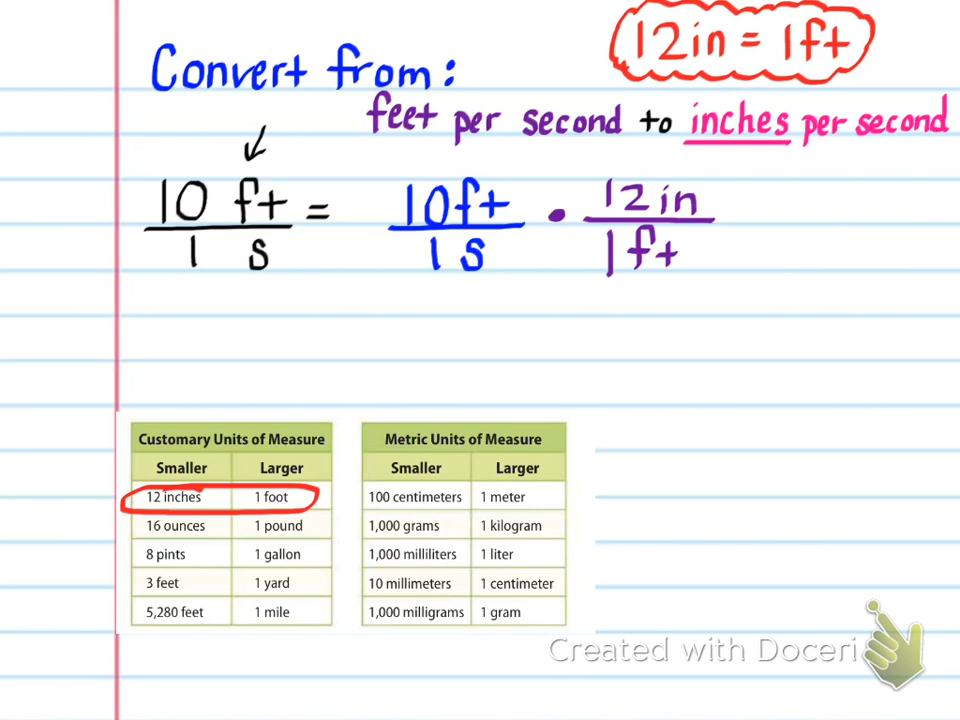 12in = 1ft
Convert from:
feet per second to inches per second
10 ft / 1 s = 10ft / 1 s • 12in / 1ft
Customary Units of Measure
Smaller Larger
12 inches 1 foot
16 ounces 1 pound
8 pints 1 gallon
3 feet 1 yard
5,280 feet 1 mile
Metric Units of Measure
Smaller Larger
100 centimeters 1 meter
1,000 grams 1 kilogram
1,000 milliliters 1 liter
10 millimeters 1 centimeter
1,000 milligrams 1 gram
Created with Doceri